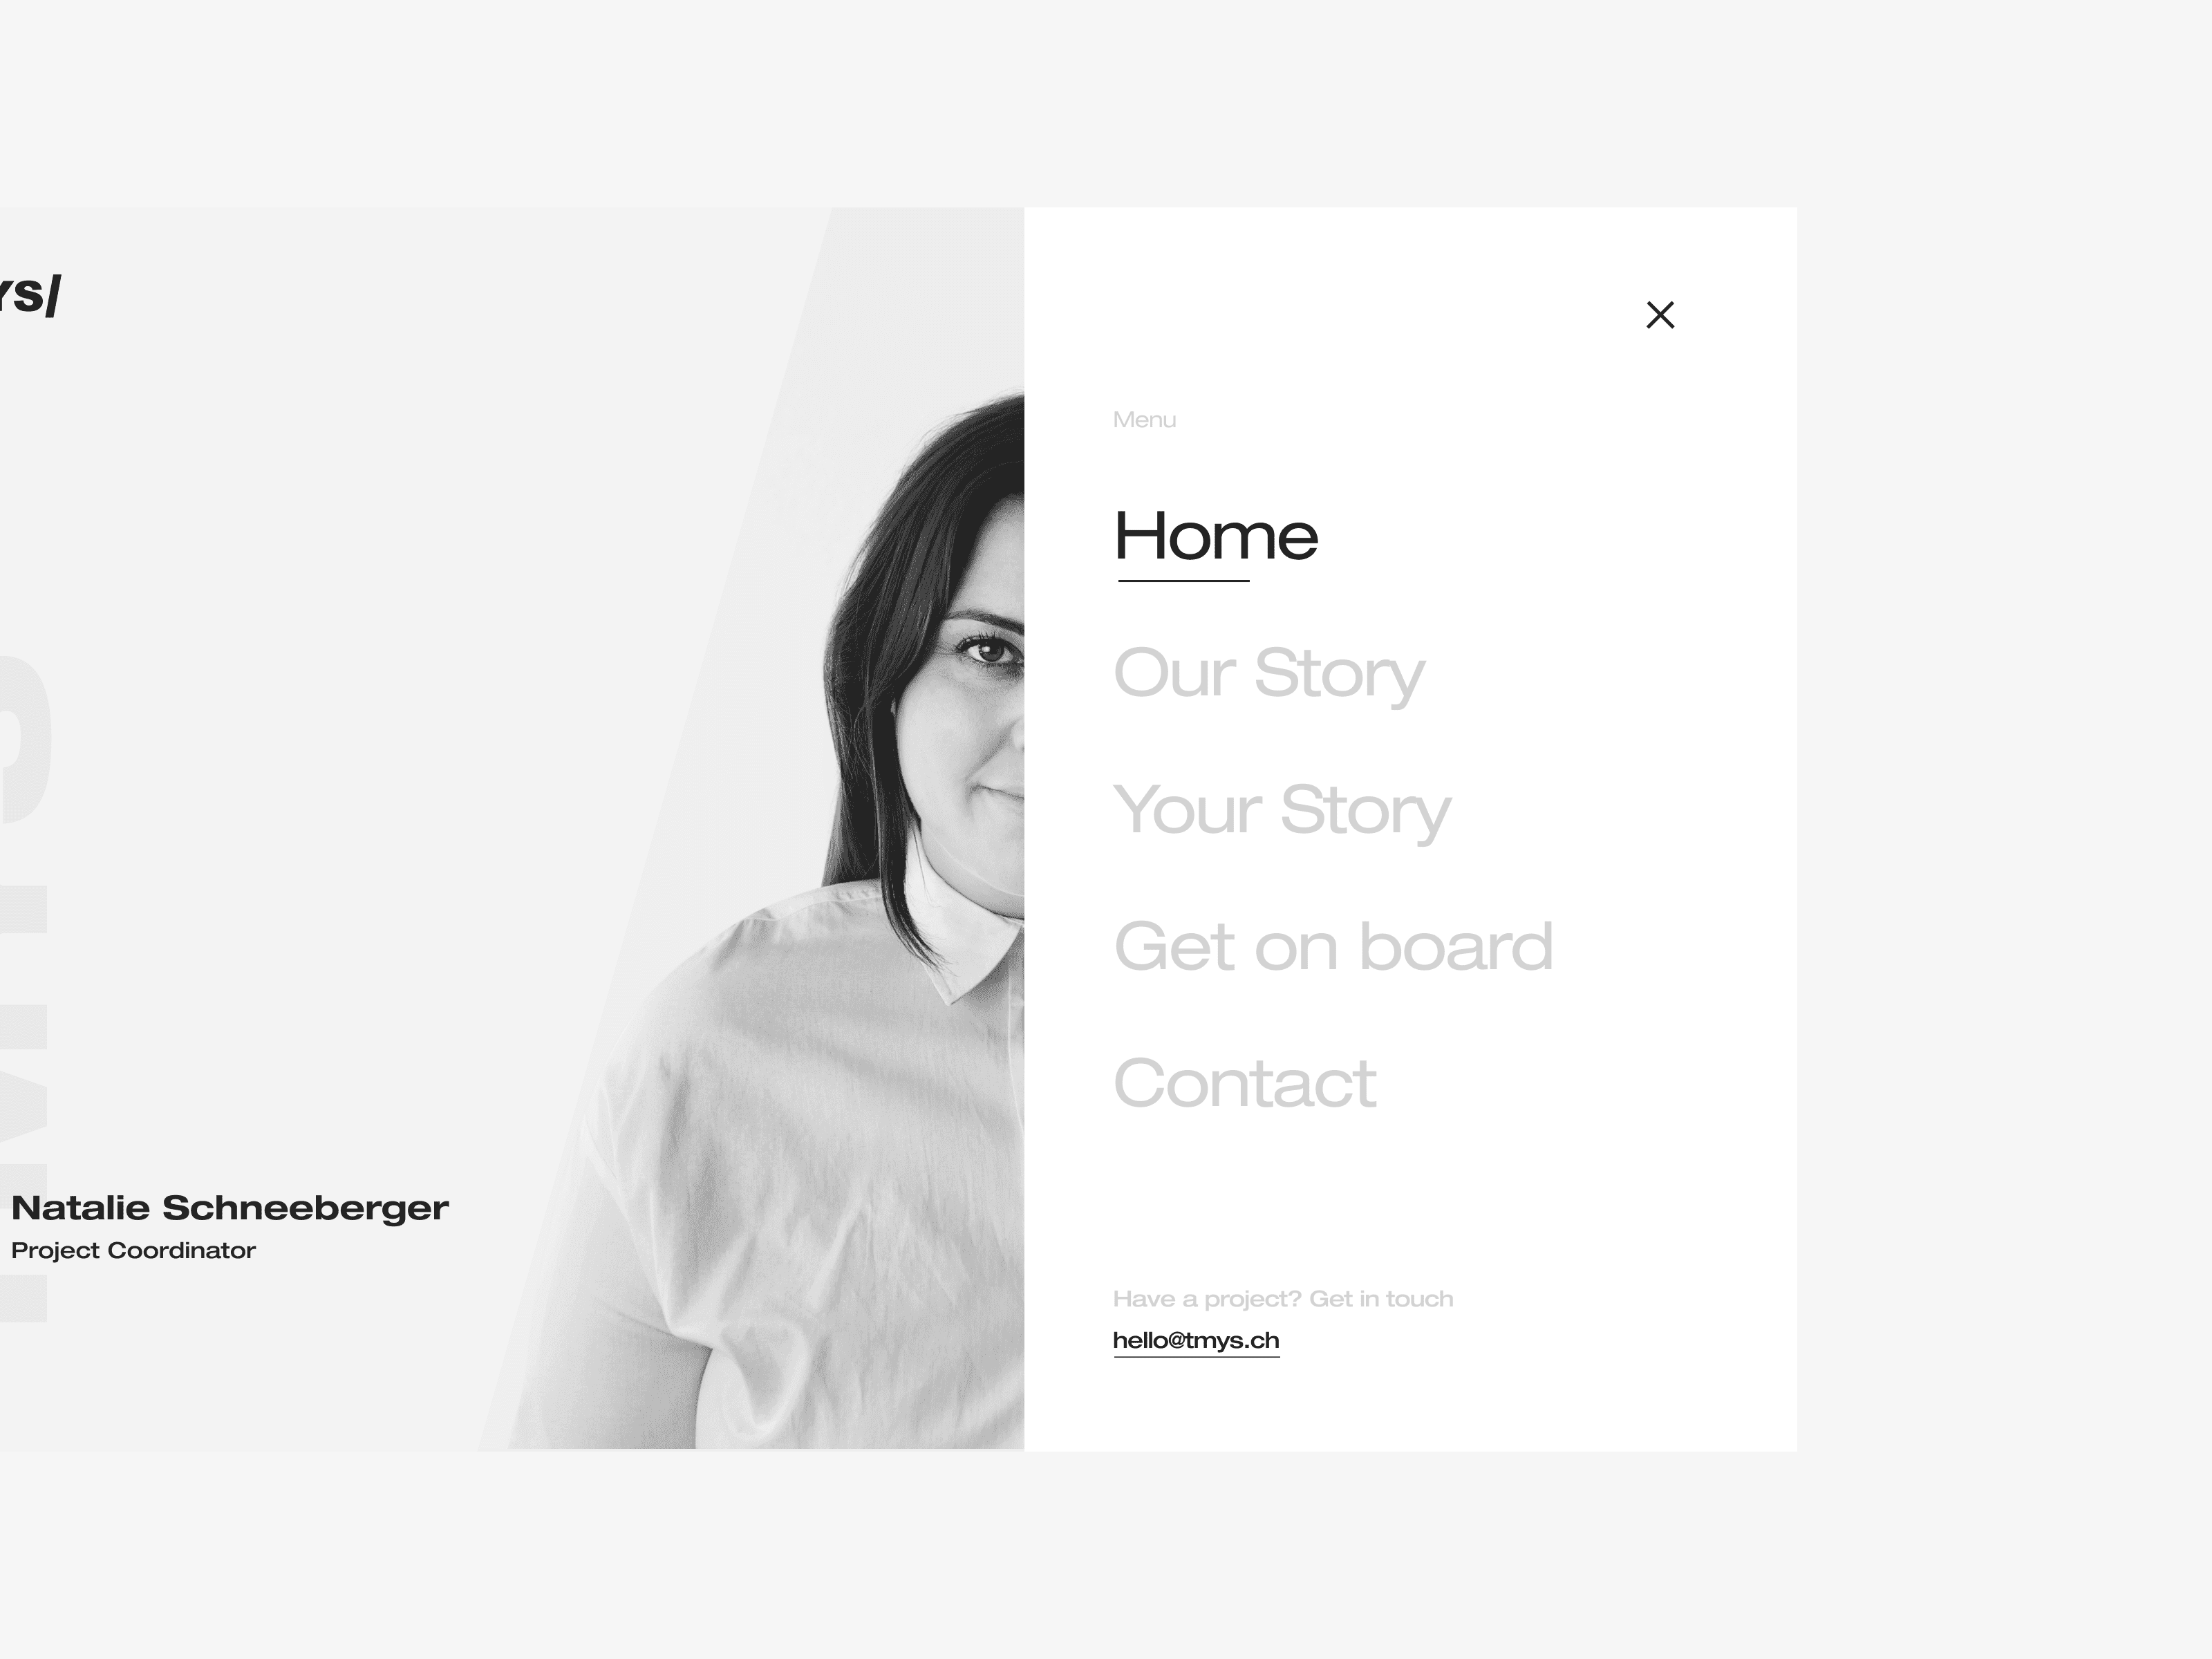 ys/
Natalie Schneeberger
Project Coordinator
Menu
Home
Our Story
Your Story
Get on board
Contact
Have a project? Get in touch
hello@tmys.ch